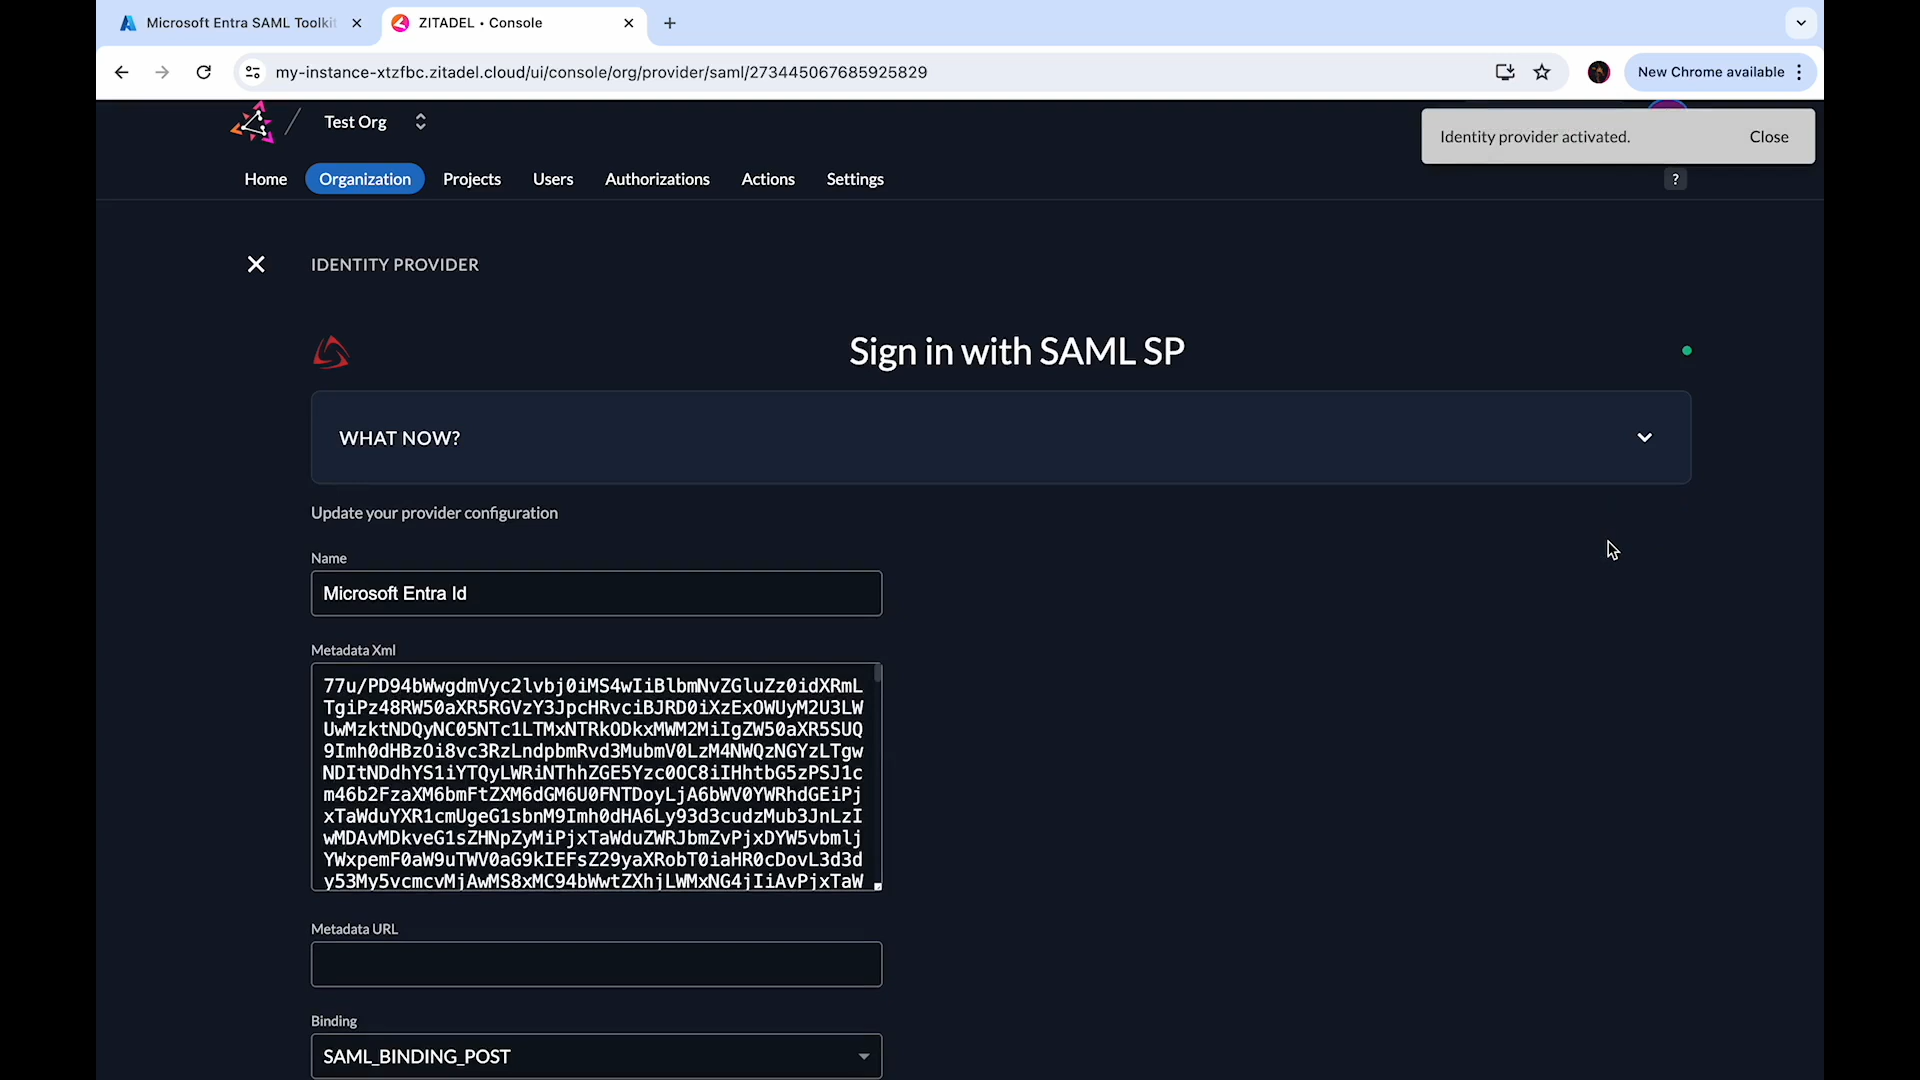 Microsoft Entra SAML Toolkit
ZITADEL • Console
my-instance-xtzfbc.zitadel.cloud/ui/console/org/provider/saml/273445067685925829
New Chrome available
Test Org
Identity provider activated.
Close
Home
Organization
Projects
Users
Authorizations
Actions
Settings
?
IDENTITY PROVIDER
Sign in with SAML SP
WHAT NOW?
Update your provider configuration
Name
Microsoft Entra Id
Metadata Xml
77u/PD94bWwgdmVyc2lvbj0iMS4wIiBlbmNvZGluZz0idXRmL
TgiPz48RW50aXR5RGVzY3JpcHRvciBJRD0iXzExOWUyM2U3LW
UwMzktNDQyNC05NTc1LTMxNTRkODkxMWM2MiIgZW50aXR5SUQ
9Imh0dHBzOi8vc3RzLndpbmRvd3MubmV0LzM4NWQzNGYzLTgw
NDItNDdhYS1iYTQyLWRiNThhZGE5Yzc0OC8iIHhtbG5zPSJ1c
m46b2FzaXM6bmFtZXM6dGM6U0FNTDoyLjA6bWV0YWRhdGEiPj
xTaWduYXR1cmUgeG1sbnM9Imh0dHA6Ly93d3cudzMub3JnLzI
wMDAvMDkveG1sZHNpZyMiPjxTaWduZWRJbmZvPjxDYW5vbmlj
YWxpemF0aW9uTWV0aG9kIEFsZ29yaXRobT0iaHR0cDovL3d3d
y53My5vcmcvMjAwMS8xMC94bWwtZXhjLWMxNG4jIiAvPjxTaW
Metadata URL
Binding
SAML_BINDING_POST